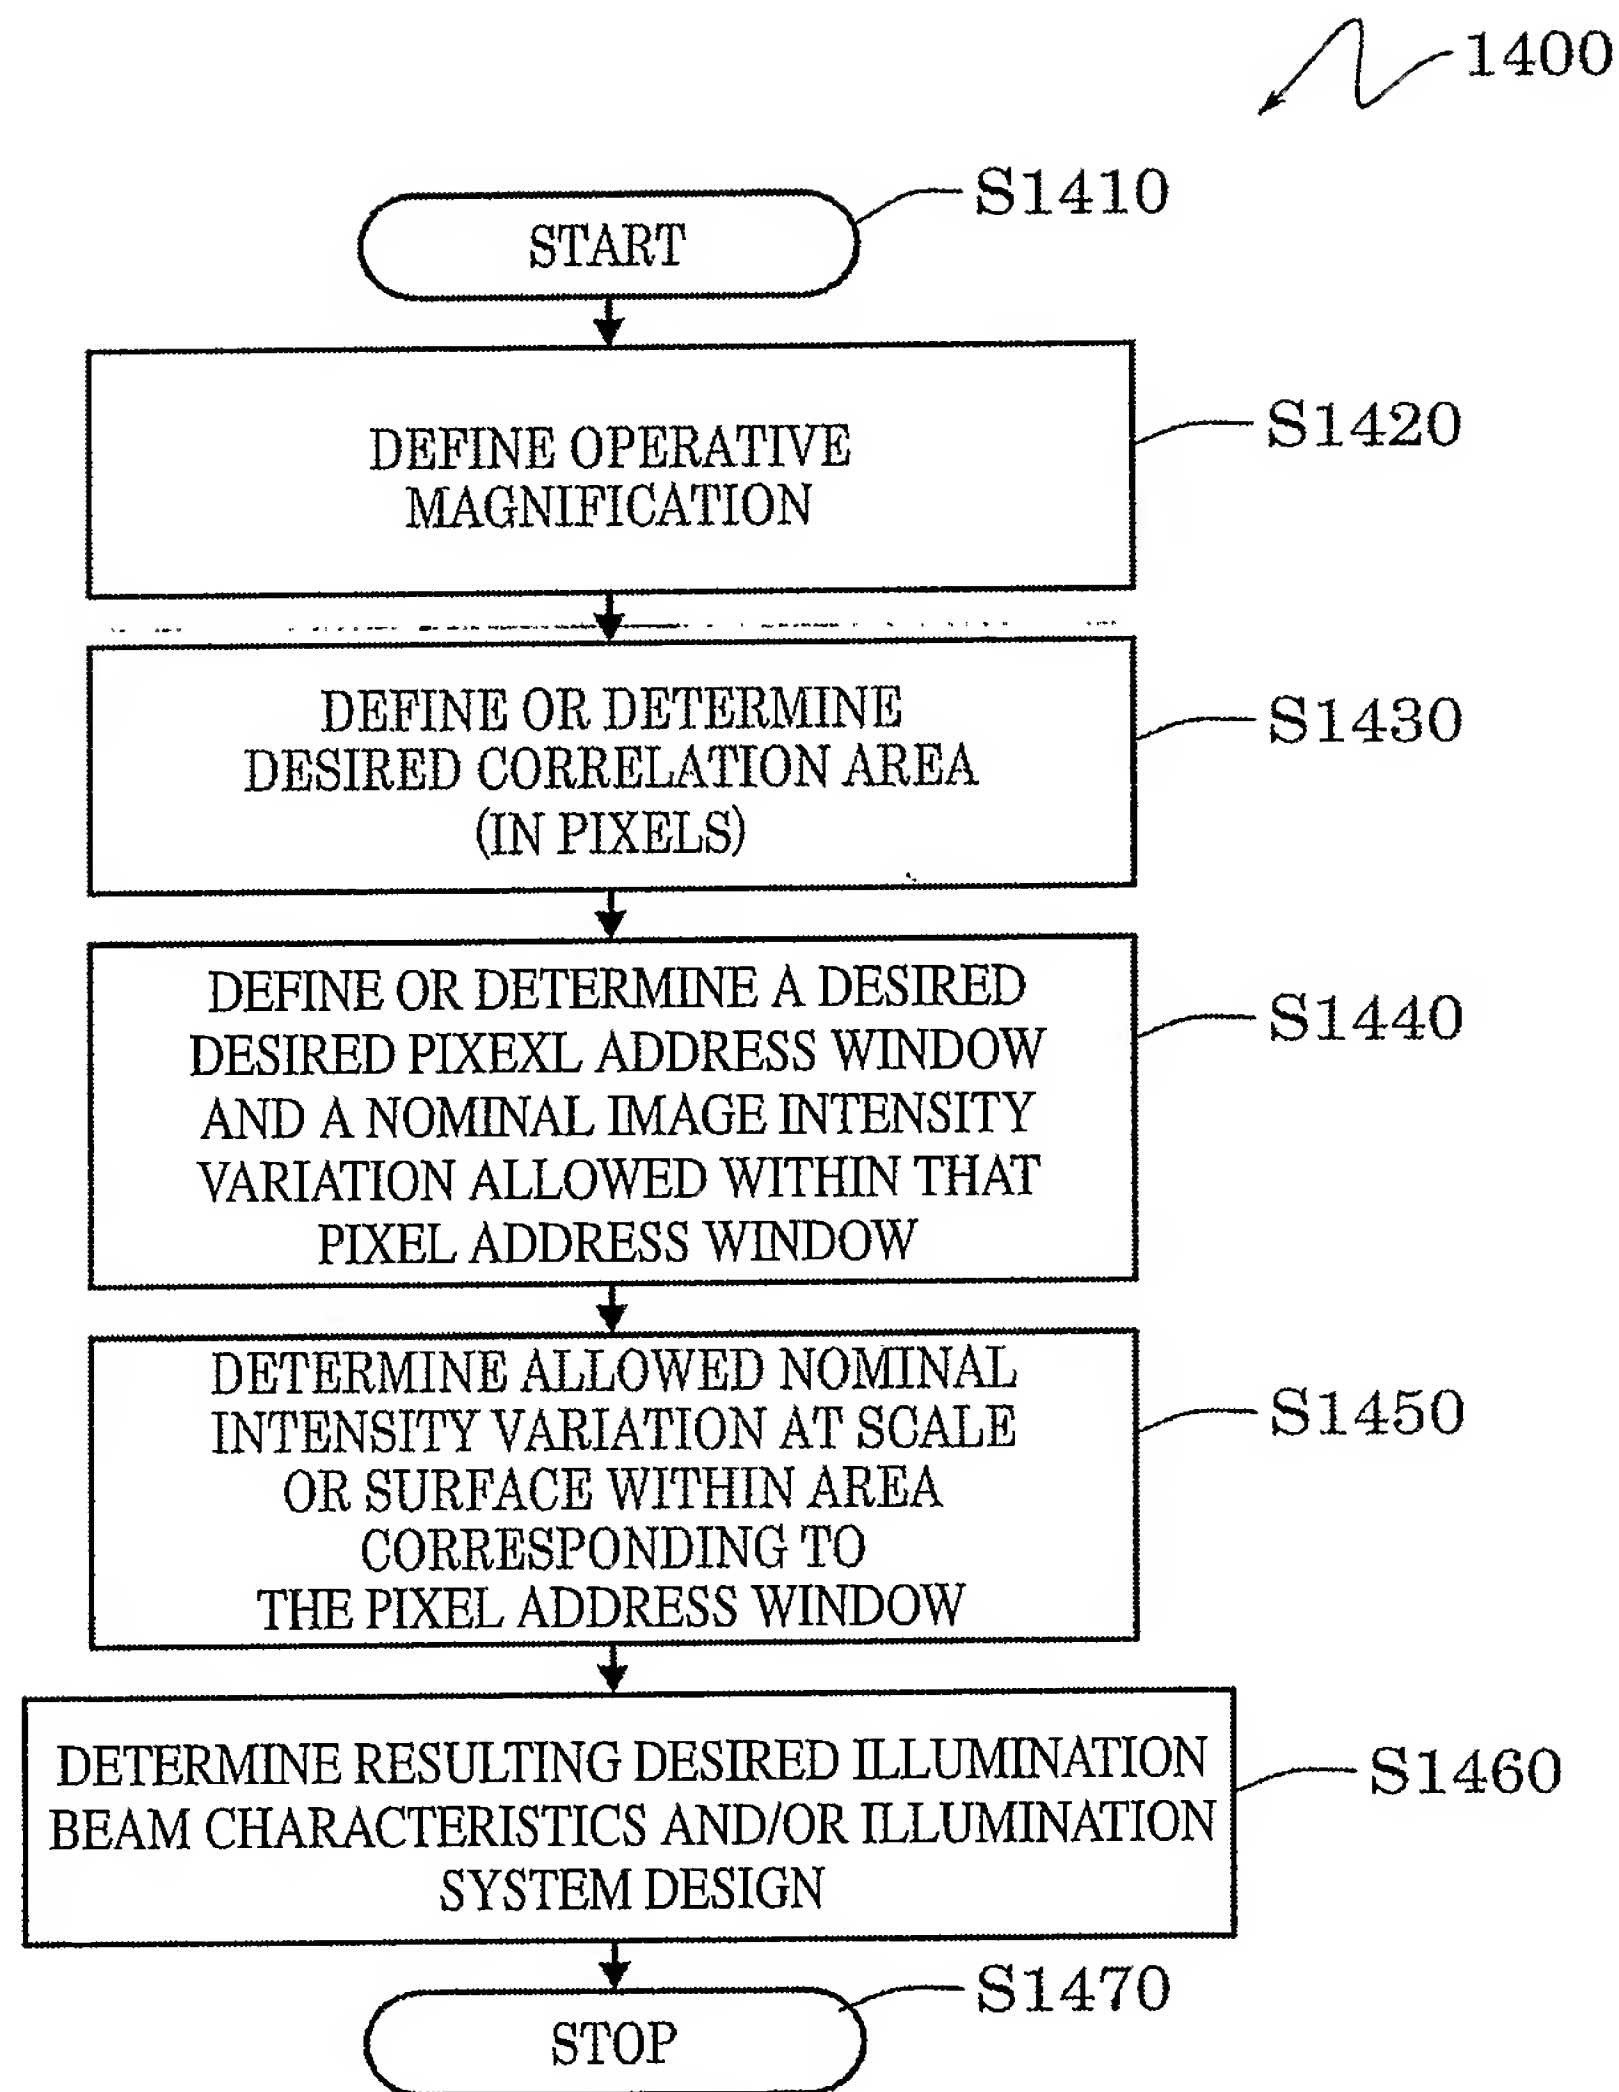 1400
S1410
START
S1420
DEFINE OPERATIVE
MAGNIFICATION
S1430
DEFINE OR DETERMINE
DESIRED CORRELATION AREA
(IN PIXELS)
S1440
DEFINE OR DETERMINE A DESIRED
DESIRED PIXEXL ADDRESS WINDOW
AND A NOMINAL IMAGE INTENSITY
VARIATION ALLOWED WITHIN THAT
PIXEL ADDRESS WINDOW
S1450
DETERMINE ALLOWED NOMINAL
INTENSITY VARIATION AT SCALE
OR SURFACE WITHIN AREA
CORRESPONDING TO
THE PIXEL ADDRESS WINDOW
S1460
DETERMINE RESULTING DESIRED ILLUMINATION
BEAM CHARACTERISTICS AND/OR ILLUMINATION
SYSTEM DESIGN
S1470
STOP